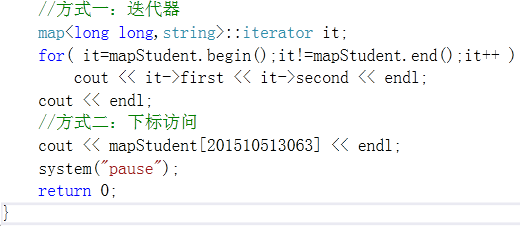 //方式一：迭代器
map<long long,string>::iterator it;
for( it=mapStudent.begin();it!=mapStudent.end();it++ )
cout << it->first << it->second << endl;
cout << endl;
//方式二：下标访问
cout << mapStudent[201510513063] << endl;
system("pause");
return 0;
}